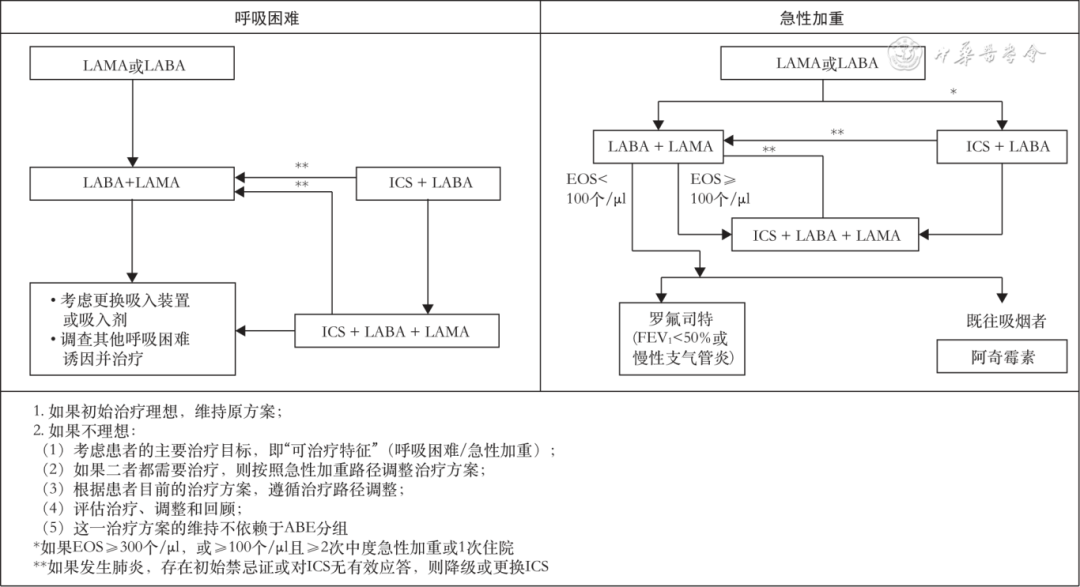 呼吸困难
LAMA或LABA
LABA+LAMA
**
**
ICS + LABA
• 考虑更换吸入装置
或吸入剂
• 调查其他呼吸困难
诱因并治疗
ICS + LABA + LAMA
急性加重
中华医学会
LAMA或LABA
*
LABA + LAMA
**
**
ICS + LABA
EOS<
100个/μl
EOS≥
100个/μl
ICS + LABA + LAMA
罗氟司特
(FEV₁<50%或
慢性支气管炎)
既往吸烟者
阿奇霉素
1. 如果初始治疗理想，维持原方案；
2. 如果不理想：
（1）考虑患者的主要治疗目标，即“可治疗特征”（呼吸困难/急性加重）；
（2）如果二者都需要治疗，则按照急性加重路径调整治疗方案；
（3）根据患者目前的治疗方案，遵循治疗路径调整；
（4）评估治疗、调整和回顾；
（5）这一治疗方案的维持不依赖于ABE分组
*如果EOS≥300个/μl，或≥100个/μl且≥2次中度急性加重或1次住院
**如果发生肺炎，存在初始禁忌证或对ICS无有效应答，则降级或更换ICS